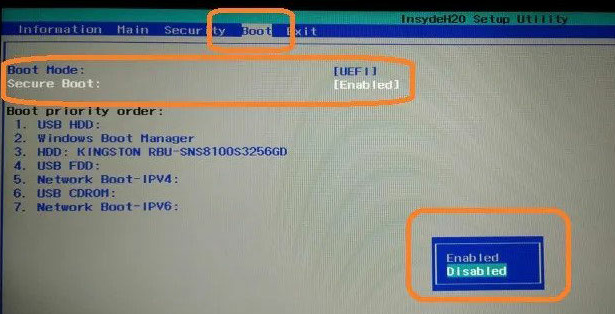 InsydeH20 Setup Utility
Information Main Security Boot Exit
Boot Mode: [UEFI]
Secure Boot: [Enabled]
Boot priority order:
1. USB HDD:
2. Windows Boot Manager
3. HDD: KINGSTON RBU-SNS8100S3256GD
4. USB FDD:
5. Network Boot-IPV4:
6. USB CDROM:
7. Network Boot-IPV6:
Enabled
Disabled